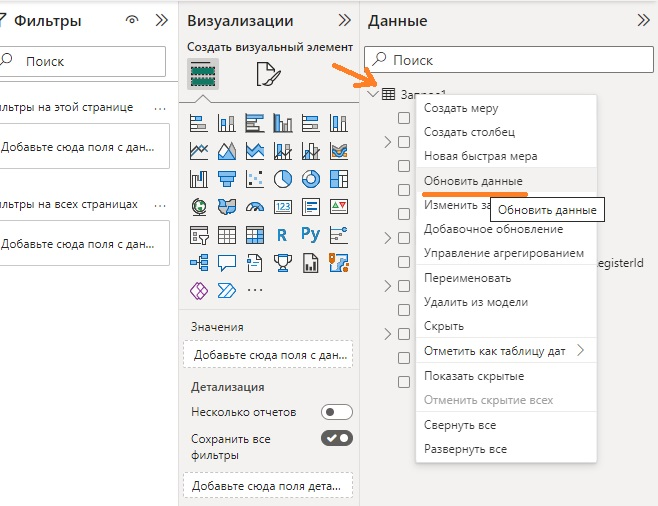 Фильтры
Поиск
льтры на этой странице
...
Добавьте сюда поля с дан...
льтры на всех страницах
...
Добавьте сюда поля с дан...
Визуализации
Создать визуальный элемент
123
R
Py
...
Значения
Добавьте сюда поля с дан...
Детализация
Несколько отчетов
Сохранить все
фильтры
Добавьте сюда поля дета...
Данные
Поиск
Запрос1
Создать меру
Создать столбец
Новая быстрая мера
Обновить данные
Изменить за
Обновить данные
Добавочное обновление
Управление агрегированием
egisterId
Переименовать
Удалить из модели
Скрыть
Отметить как таблицу дат
Показать скрытые
Отменить скрытие всех
Свернуть все
Развернуть все